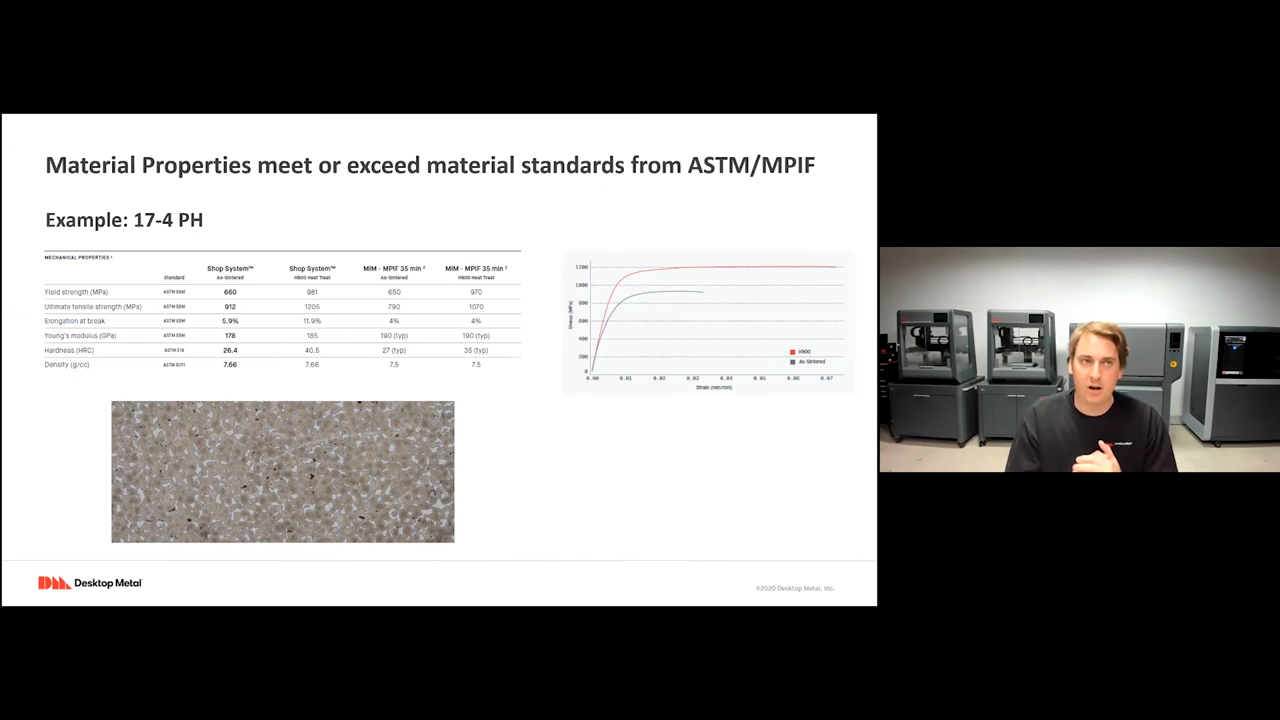 Material Properties meet or exceed material standards from ASTM/MPIF
Example: 17-4 PH
MECHANICAL PROPERTIES
Standard Shop System™ As-Sintered Shop System™ H900 Heat Treat MIM - MPIF 35 min ² As-Sintered MIM - MPIF 35 min ² H900 Heat Treat
Yield strength (MPa) ASTM E8M 660 981 650 970
Ultimate tensile strength (MPa) ASTM E8M 912 1205 790 1070
Elongation at break ASTM E8M 5.9% 11.9% 4% 4%
Young's modulus (GPa) ASTM E8M 178 185 190 (typ) 190 (typ)
Hardness (HRC) ASTM E18 26.4 40.5 27 (typ) 35 (typ)
Density (g/cc) ASTM B311 7.66 7.66 7.5 7.5
Stress (MPa)
1200
1000
800
600
400
200
0
H900
As-Sintered
0.00 0.01 0.02 0.03 0.04 0.05 0.06 0.07
Strain (mm/mm)
Desktop Metal
©2020 Desktop Metal, Inc.